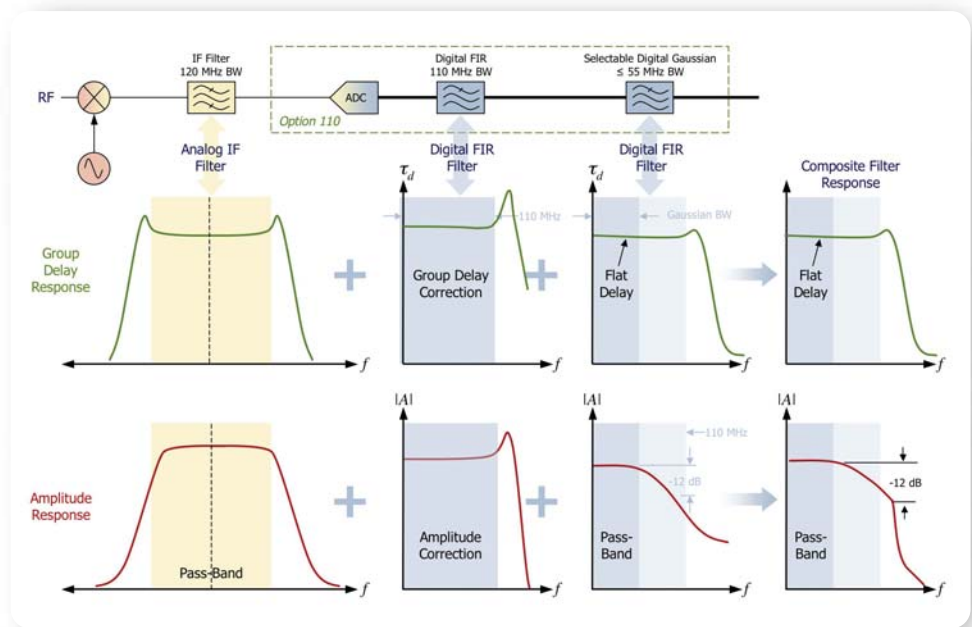 IF Filter
120 MHz BW
Digital FIR
110 MHz BW
Selectable Digital Gaussian
≤ 55 MHz BW
RF
ADC
Option 110
Analog IF
Filter
Digital FIR
Filter
Digital FIR
Filter
Composite Filter
Response
τd
τd
τd
110 MHz
Gaussian BW
Group
Delay
Response
Group Delay
Correction
Flat
Delay
Flat
Delay
f
f
f
f
|A|
|A|
|A|
110 MHz
-12 dB
-12 dB
Amplitude
Response
Pass-Band
Amplitude
Correction
Pass-
Band
Pass-
Band
f
f
f
f